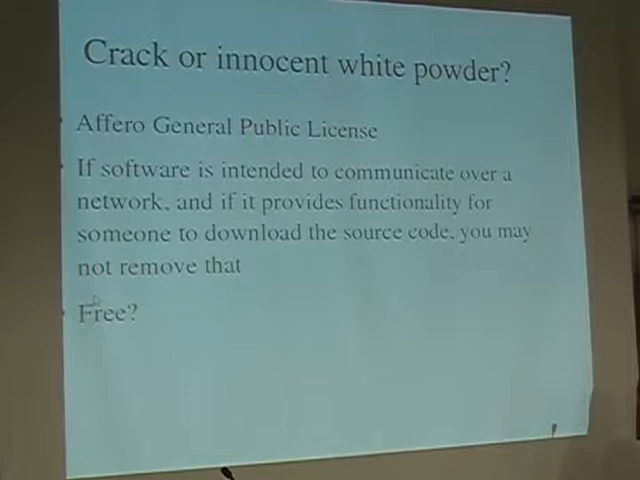 Crack or innocent white powder?
Affero General Public License
If software is intended to communicate over a
network, and if it provides functionality for
someone to download the source code, you may
not remove that
Free?